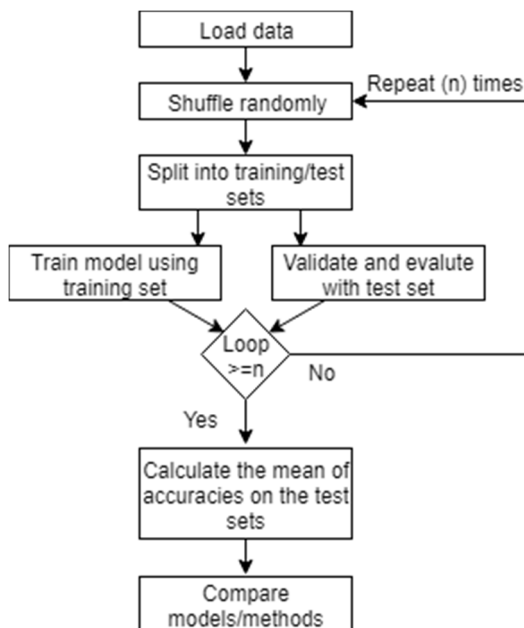 Load data
Repeat (n) times
Shuffle randomly
Split into training/test
sets
Train model using
training set
Validate and evalute
with test set
Loop
>=n
No
Yes
Calculate the mean of
accuracies on the test
sets
Compare
models/methods